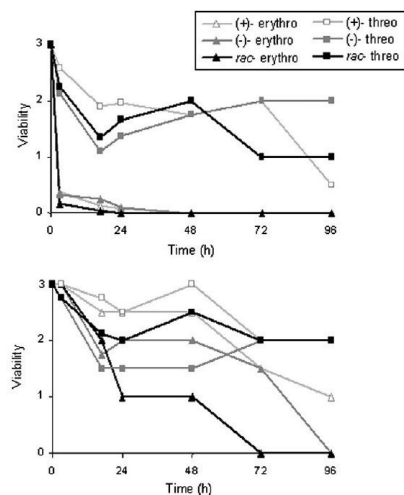 (+)- erythro (+)- threo
(-)- erythro (-)- threo
rac- erythro rac- threo
3
2
1
0
Viability
0 24 48 72 96
Time (h)
3
2
1
0
Viability
0 24 48 72 96
Time (h)